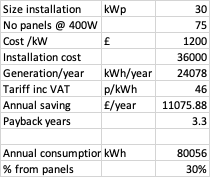 Size installation kWp 30
No panels @ 400W 75
Cost /kW £ 1200
Installation cost 36000
Generation/year kWh/year 24078
Tariff inc VAT p/kWh 46
Annual saving £/year 11075.88
Payback years 3.3
Annual consumption kWh 80056
% from panels 30%